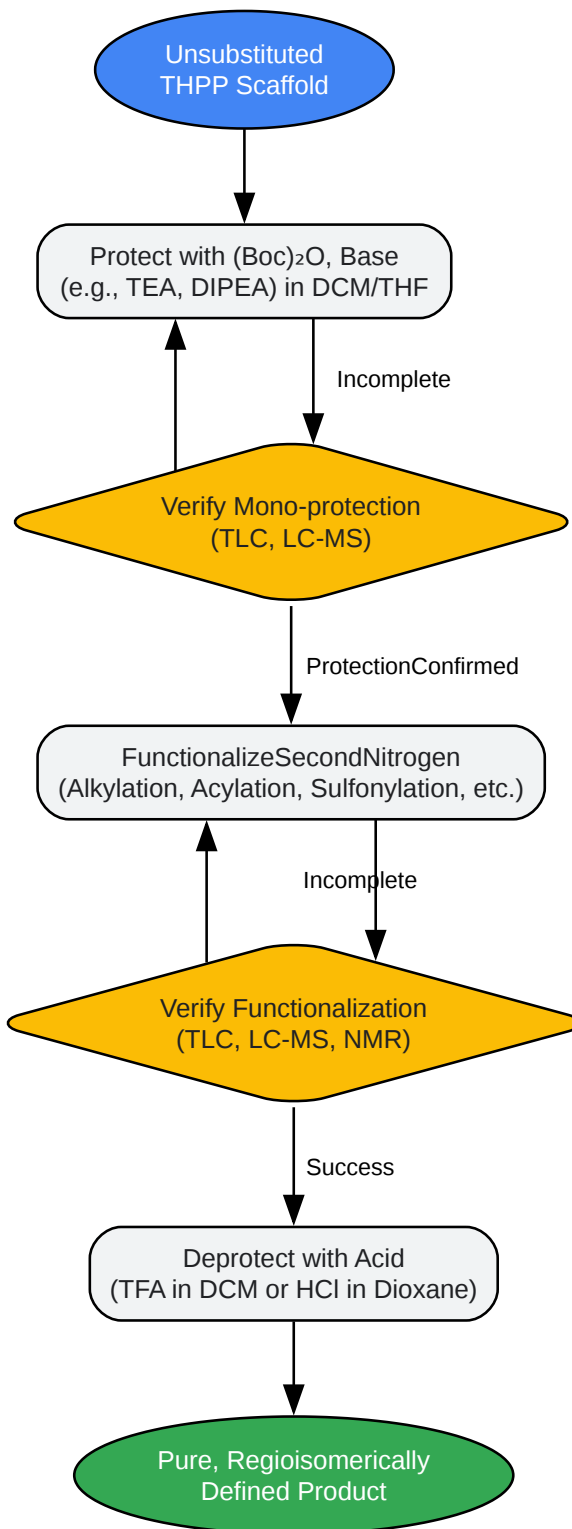 Unsubstituted
THPP Scaffold
Protect with (Boc)₂O, Base
(e.g., TEA, DIPEA) in DCM/THF
Incomplete
Verify Mono-protection
(TLC, LC-MS)
ProtectionConfirmed
FunctionalizeSecondNitrogen
(Alkylation, Acylation, Sulfonylation, etc.)
Incomplete
Verify Functionalization
(TLC, LC-MS, NMR)
Success
Deprotect with Acid
(TFA in DCM or HCl in Dioxane)
Pure, Regioisomerically
Defined Product